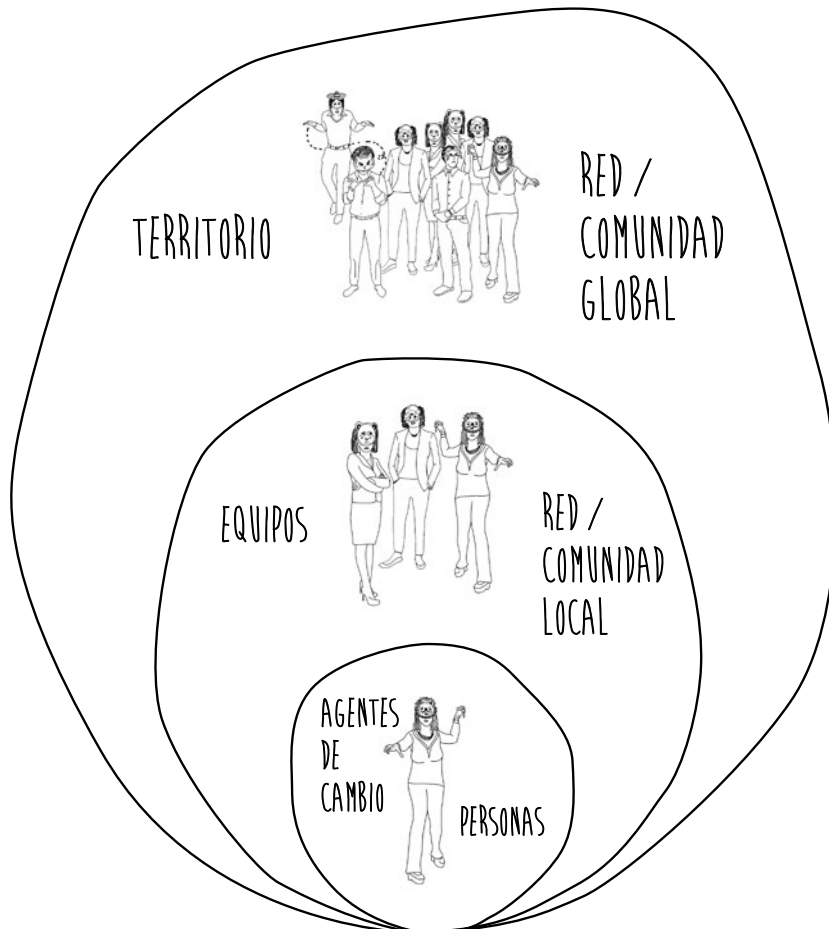 TERRITORIO
RED /
COMUNIDAD
GLOBAL
EQUIPOS
RED /
COMUNIDAD
LOCAL
AGENTES
DE
CAMBIO
PERSONAS